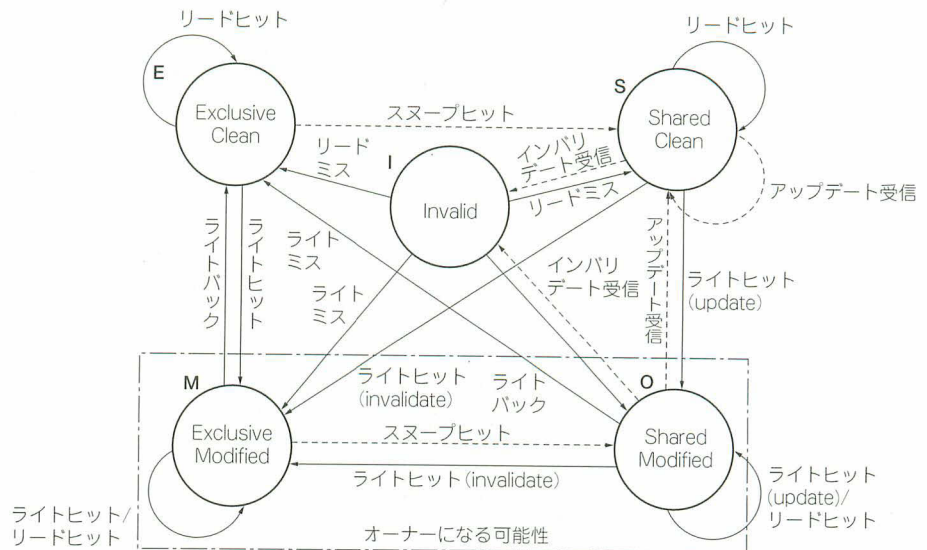 リードヒット
リードヒット
E
S
Exclusive
Clean
スヌープヒット
Shared
Clean
リード
ミス
I
インバリ
デート受信
Invalid
リードミス
アップデート受信
ライトバック
ライトヒット
ライト
ミス
ライト
ミス
インバリ
デート受信
アップデート受信
ライトヒット
(update)
M
ライトヒット
(invalidate)
ライト
バック
O
Exclusive
Modified
スヌープヒット
Shared
Modified
ライトヒット(invalidate)
ライトヒット/
リードヒット
ライトヒット
(update)/
リードヒット
オーナーになる可能性